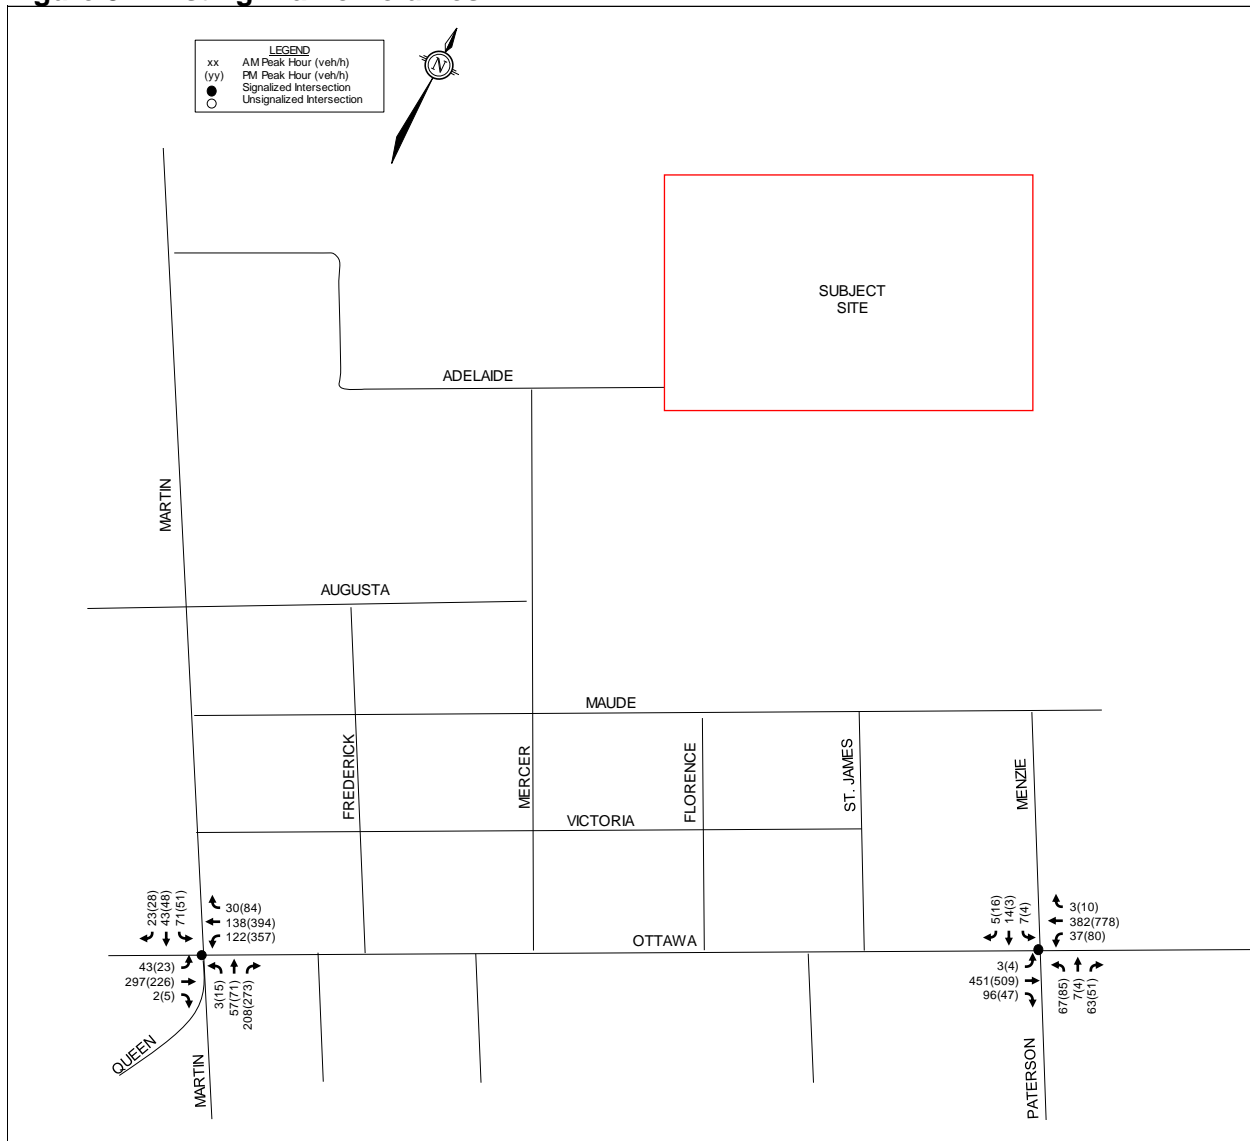 LEGEND
xx AM Peak Hour (veh/h)
(yy) PM Peak Hour (veh/h)
Signalized Intersection
Unsignalized Intersection
N
SUBJECT
SITE
ADELAIDE
MARTIN
AUGUSTA
MAUDE
FREDERICK
MERCER
FLORENCE
ST. JAMES
MENZIE
VICTORIA
23(28)
43(48)
71(51)
30(84)
138(394)
122(357)
OTTAWA
5(16)
14(3)
7(4)
3(10)
382(778)
37(80)
43(23)
297(226)
2(5)
3(15)
57(71)
208(273)
3(4)
451(509)
96(47)
67(85)
7(4)
63(51)
QUEEN
MARTIN
PATERSON